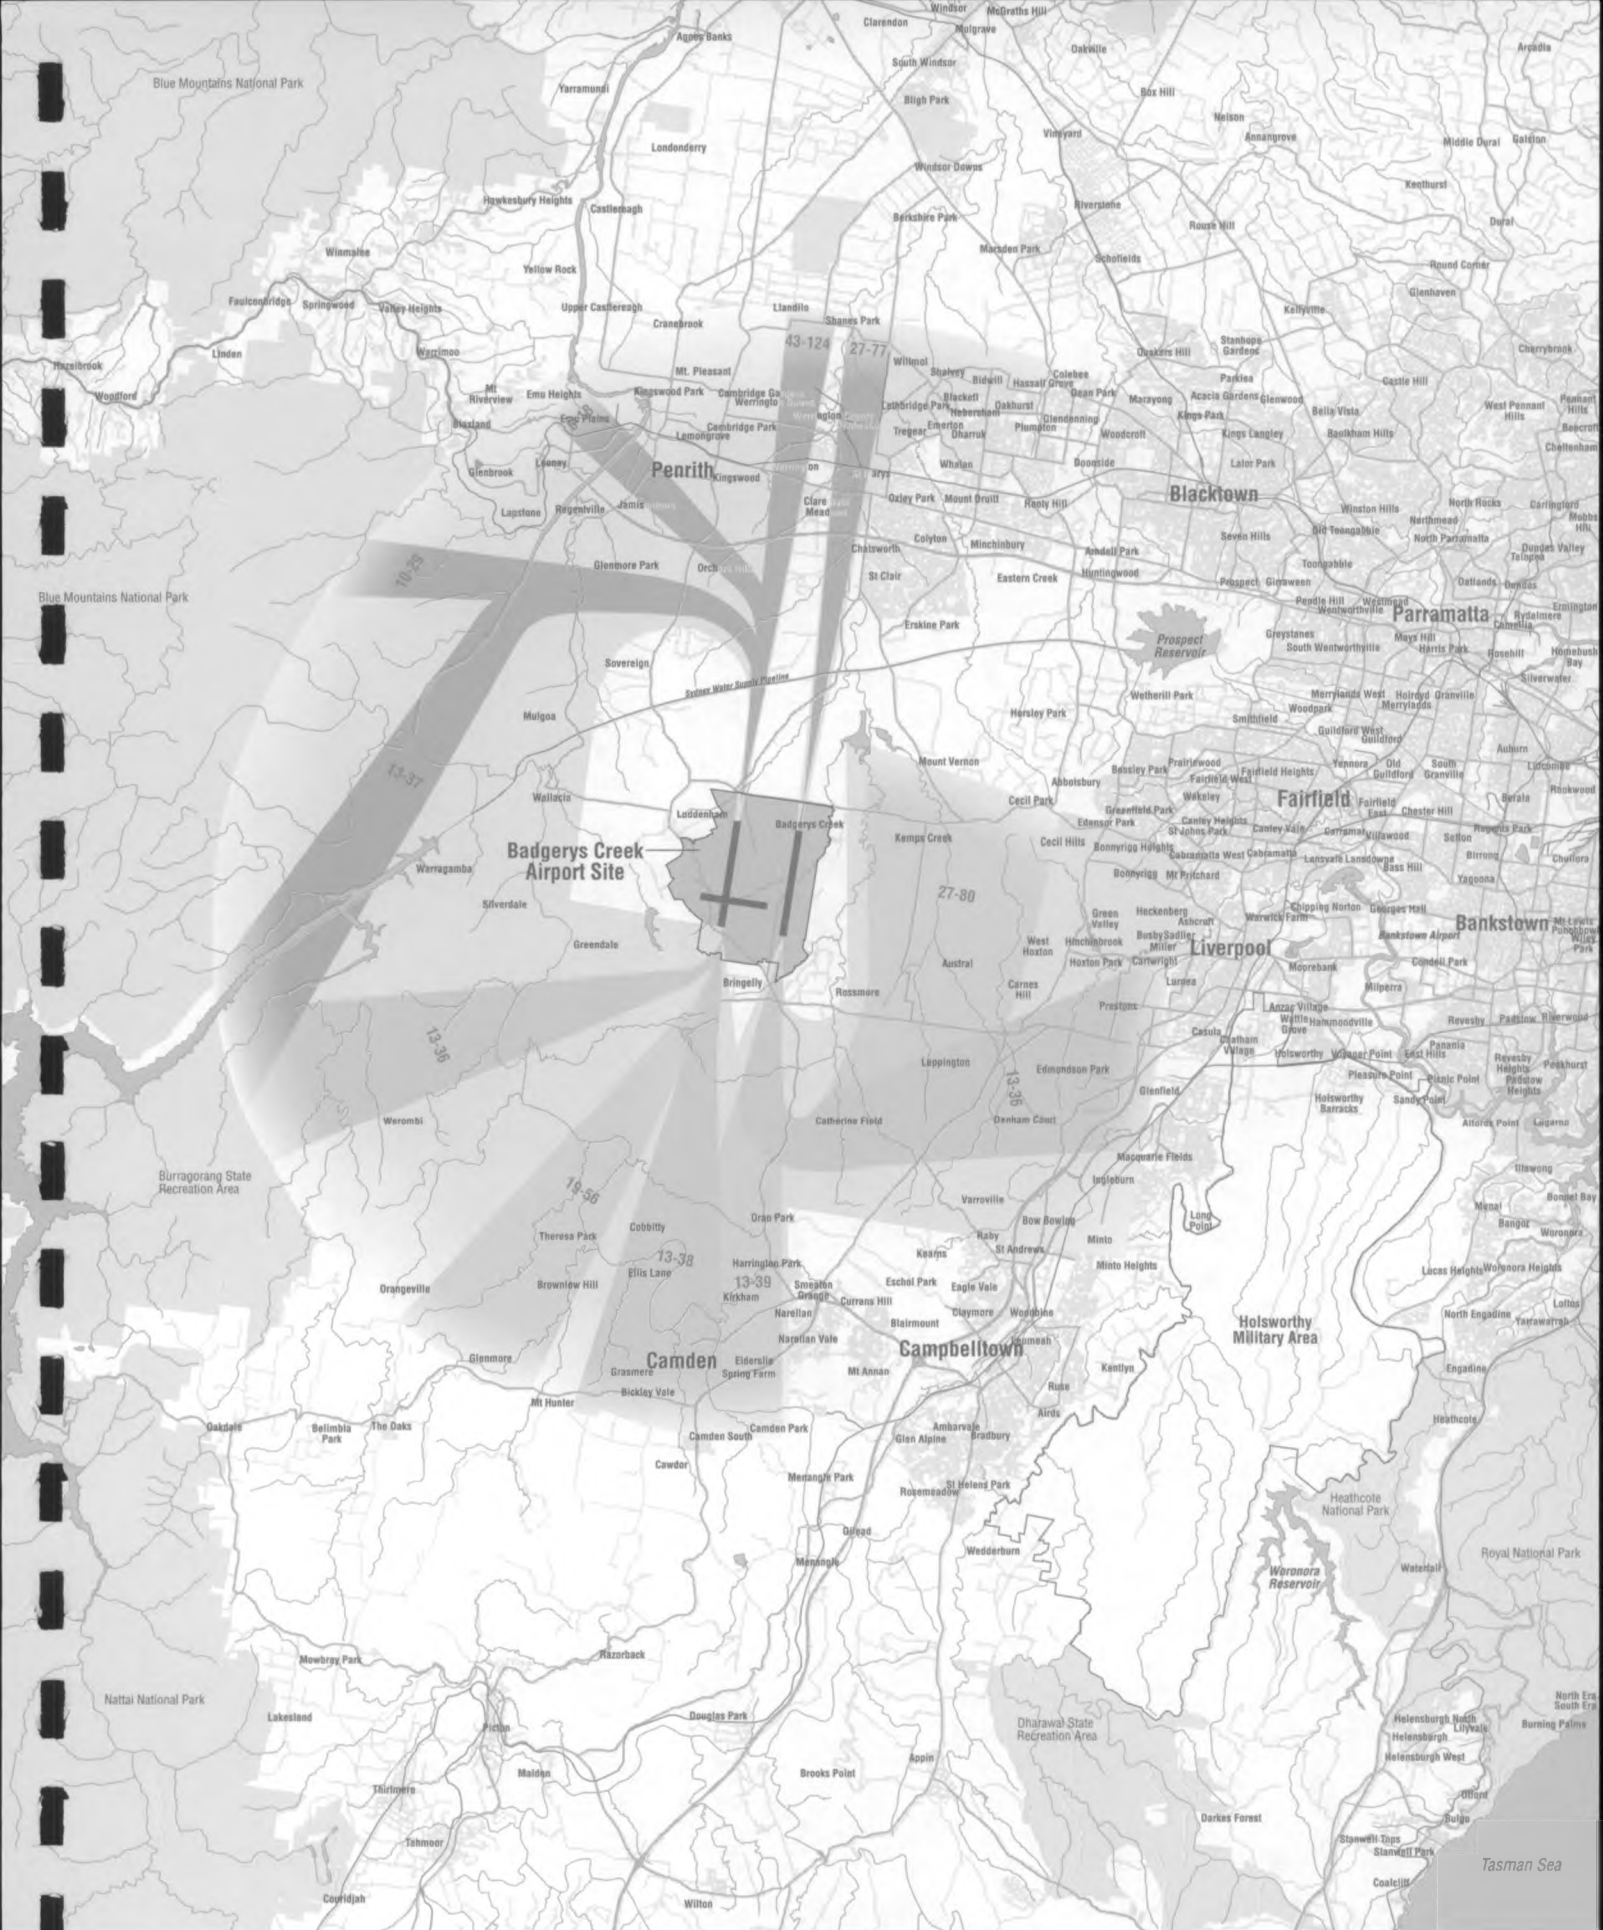 Windsor
McGraths Hill
Clarendon
Mulgrave
Agnes Banks
Oakville
Arcadia
South Windsor
Blue Mountains National Park
Yarramundi
Box Hill
Bligh Park
Nelson
Vineyard
Annangrove
Middle Dural
Galston
Londonderry
Windsor Downs
Kenthurst
Hawkesbury Heights
Castlereagh
Riverstone
Berkshire Park
Rouse Hill
Dural
Winmalee
Marsden Park
Schofields
Round Corner
Yellow Rock
Glenhaven
Faulconbridge
Springwood
Valley Heights
Upper Castlereagh
Llandilo
Kellyville
Cranebrook
Shanes Park
43-124
27-77
Linden
Warrimoo
Willmot
Quakers Hill
Stanhope
Gardens
Cherrybrook
Hazelbrook
Mt. Pleasant
Shalvey
Bidwill
Hassall Grove
Colebee
Parklea
Castle Hill
Woodford
Mt
Riverview
Emu Heights
Kingswood Park
Cambridge Ga
Werrington
Blackett
Dean Park
Marayong
Acacia Gardens
Glenwood
West Pennant
Hills
Pennant
Hills
Blaxland
Emu Plains
Lethbridge Park
Hebersham
Oakhurst
Glendenning
Kings Park
Bella Vista
Beecroft
Cambridge Park
Lemongrove
Tregear
Emerton
Dharruk
Plumpton
Woodcroft
Kings Langley
Baulkham Hills
Cheltenham
Glenbrook
Leonay
Penrith
Kingswood
Whalan
Doonside
Lalor Park
Lapstone
Regentville
Jamis
Clare
Mead
Oxley Park
Mount Druitt
Rooty Hill
Blacktown
Winston Hills
North Rocks
Carlingford
Northmead
Mobbs
Hill
Colyton
Minchinbury
Seven Hills
Old Toongabbie
North Parramatta
Chatsworth
Arndell Park
Dundas Valley
Telopea
10-29
Glenmore Park
Orchard Hills
St Clair
Eastern Creek
Huntingwood
Toongabbie
Prospect
Girraween
Oatlands
Dundas
Blue Mountains National Park
Pendle Hill
Wentworthville
Westmead
Parramatta
Ermington
Rydalmere
Camellia
Erskine Park
Prospect
Reservoir
Greystanes
South Wentworthville
Mays Hill
Harris Park
Rosehill
Homebush
Bay
Sovereign
Sydney Water Supply Pipeline
Silverwater
Wetherill Park
Merrylands West
Holroyd
Granville
Merrylands
Mulgoa
Horsley Park
Woodpark
Smithfield
Guildford West
Guildford
Auburn
13-37
Mount Vernon
Bossley Park
Prairiewood
Fairfield West
Fairfield Heights
Yennora
Old
Guildford
South
Granville
Lidcombe
Abbotsbury
Wallacia
Cecil Park
Greenfield Park
Wakeley
Fairfield
Fairfield
East
Chester Hill
Berala
Rookwood
Luddenham
Badgerys Creek
Edensor Park
Canley Heights
St Johns Park
Canley Vale
Carramar
Villawood
Sefton
Regents Park
Kemps Creek
Cecil Hills
Bonnyrigg Heights
Cabramatta West
Cabramatta
Lansvale
Lansdowne
Bass Hill
Birrong
Chullora
Badgerys Creek
Airport Site
Warragamba
Bonnyrigg
Mt Pritchard
Yagoona
27-80
Silverdale
Green
Valley
Heckenberg
Ashcroft
Warwick Farm
Chipping Norton
Georges Hall
Bankstown
Mt Lewis
Punchbowl
Wiley
Park
Greendale
West
Hoxton
Hinchinbrook
Busby
Sadlier
Miller
Liverpool
Bankstown Airport
Austral
Hoxton Park
Cartwright
Moorebank
Condell Park
Bringelly
Rossmore
Carnes
Hill
Lurnea
Milperra
Prestons
Anzac Village
Wattle
Grove
Hammondville
Revesby
Padstow
Riverwood
13-36
Casula
Chatham
Village
Holsworthy
Voyager Point
East Hills
Panania
Leppington
13-36
Edmondson Park
Pleasure Point
Picnic Point
Revesby
Heights
Padstow
Heights
Peakhurst
Glenfield
Holsworthy
Barracks
Sandy Point
Werombi
Catherine Field
Denham Court
Alfords Point
Lugarno
Macquarie Fields
Burragorang State
Recreation Area
Ingleburn
Illawong
19-56
Varroville
Long
Point
Menai
Bonnet Bay
Cobbitty
Oran Park
Bow Bowing
Bangor
Theresa Park
Raby
Minto
Woronora
13-38
Harrington Park
Kearns
St Andrews
Ellis Lane
Minto Heights
Lucas Heights
Woronora Heights
Orangeville
Brownlow Hill
13-39
Kirkham
Smeaton
Grange
Eschol Park
Eagle Vale
Currans Hill
Loftus
Narellan
Claymore
Woodbine
North Engadine
Yarrawarrah
Blairmount
Holsworthy
Military Area
Narellan Vale
Campbelltown
Leumeah
Glenmore
Camden
Elderslie
Spring Farm
Mt Annan
Kentlyn
Engadine
Grasmere
Bickley Vale
Ruse
Mt Hunter
Airds
Oakdale
Belimbla
Park
The Oaks
Camden Park
Camden South
Ambarvale
Glen Alpine
Bradbury
Heathcote
Cawdor
Menangle Park
St Helens Park
Rosemeadow
Heathcote
National Park
Gilead
Menangle
Wedderburn
Woronora
Reservoir
Waterfall
Royal National Park
Mowbray Park
Razorback
Nattai National Park
Lakesland
Picton
Douglas Park
Dharawal State
Recreation Area
North Era
South Era
Helensburgh North
Lilyvale
Burning Palms
Helensburgh
Helensburgh West
Maldon
Brooks Point
Appin
Thirlmere
Otford
Darkes Forest
Bulgo
Tahmoor
Stanwell Tops
Stanwell Park
Tasman Sea
Coalcliff
Couridjah
Wilton